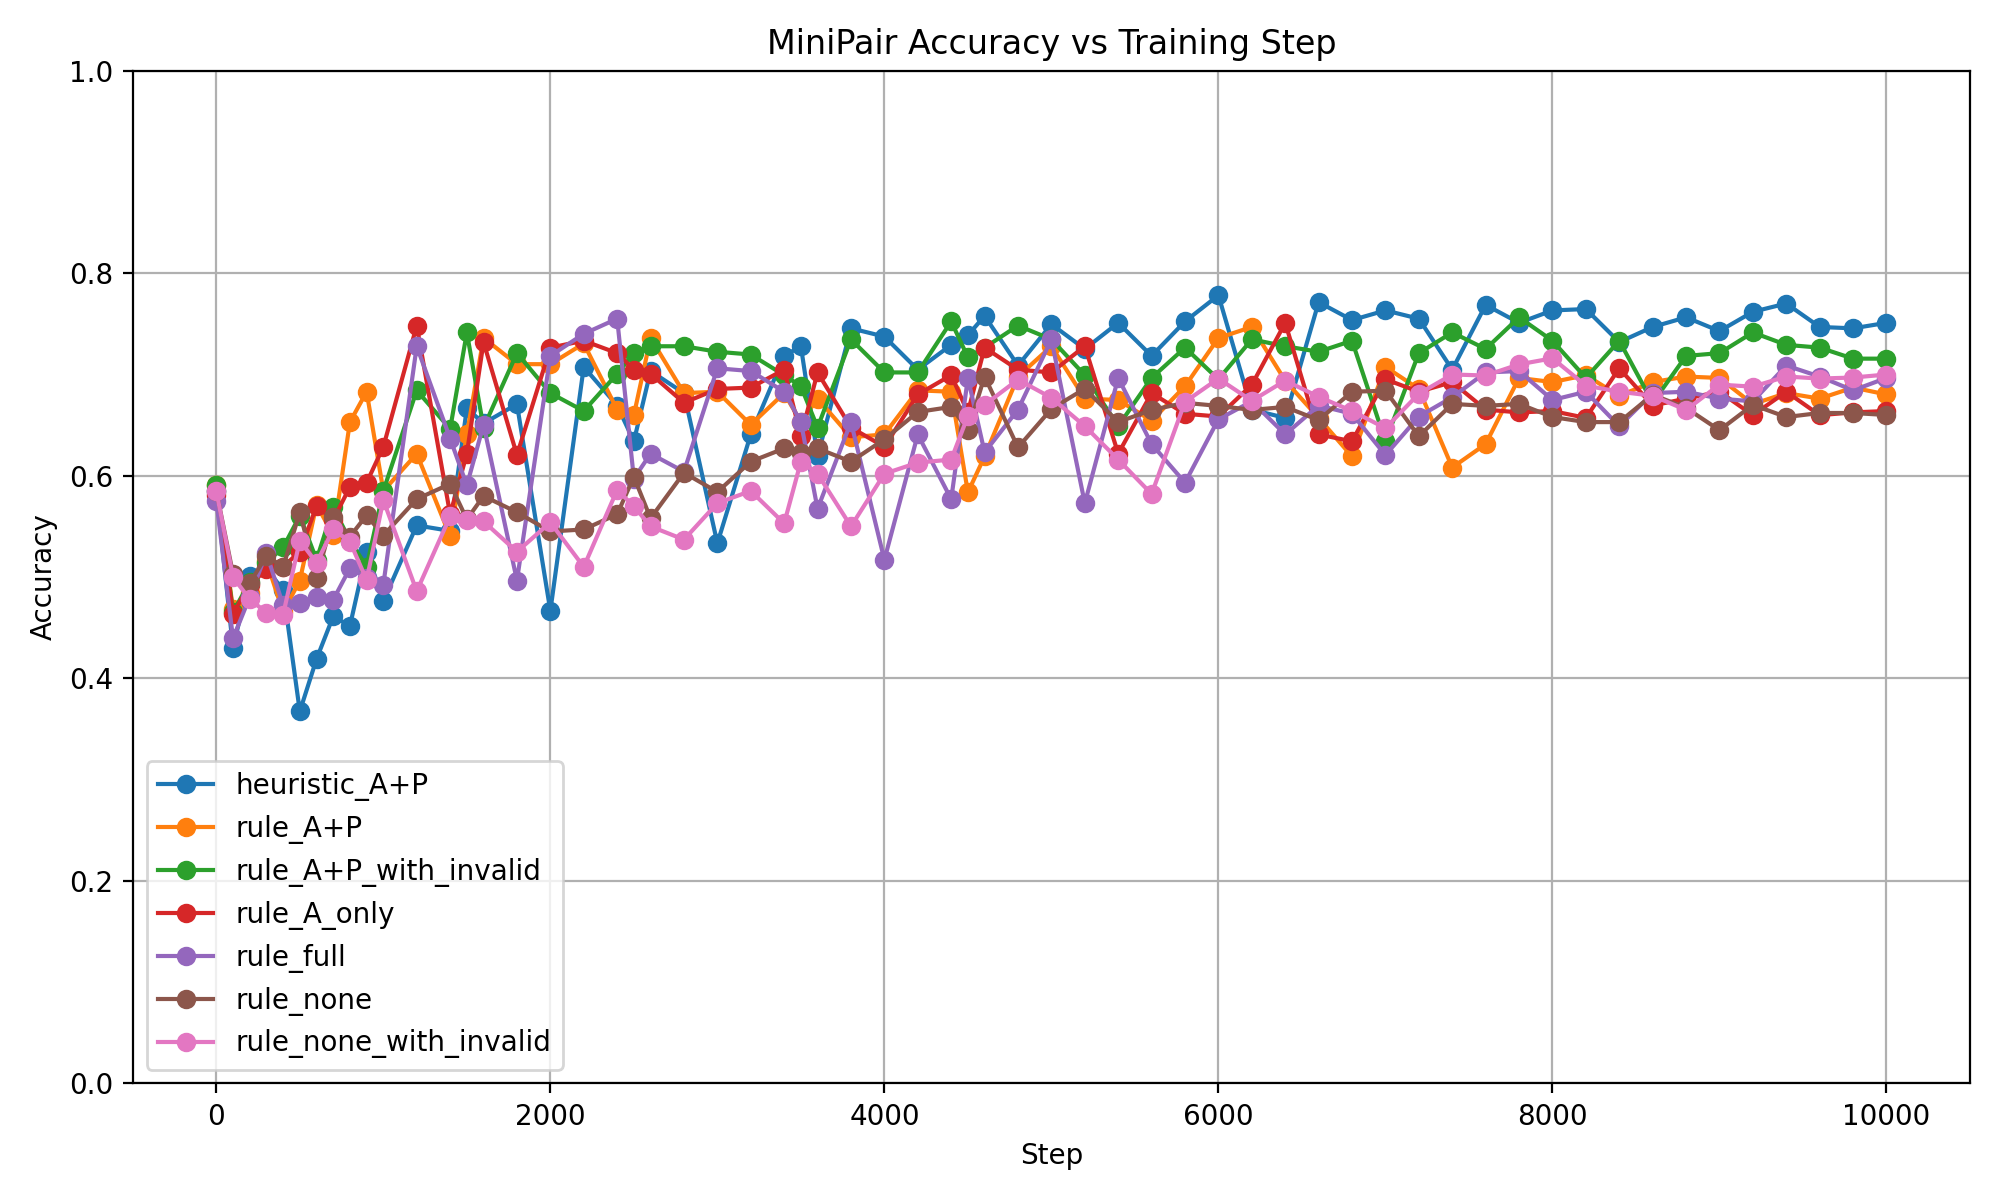 MiniPair Accuracy vs Training Step
1.0
0.8
0.6
0.4
0.2
0.0
Accuracy
heuristic_A+P
rule_A+P
rule_A+P_with_invalid
rule_A_only
rule_full
rule_none
rule_none_with_invalid
0 2000 4000 6000 8000 10000
Step